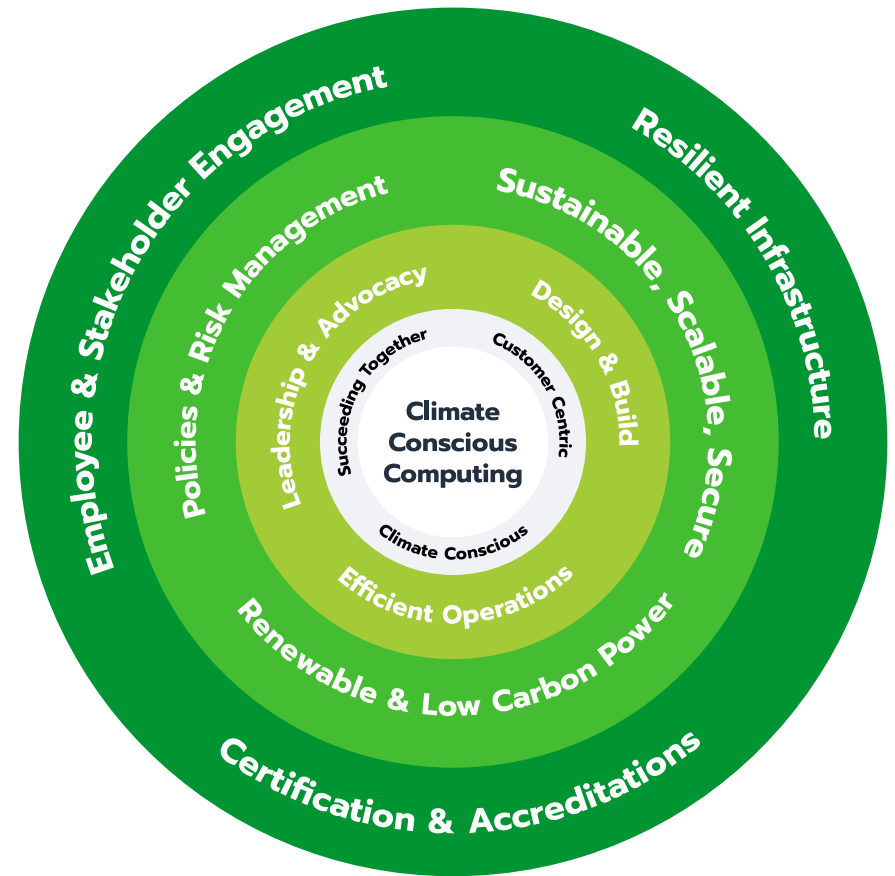 Employee & Stakeholder Engagement
Resilient Infrastructure
Certification & Accreditations
Policies & Risk Management
Sustainable, Scalable, Secure
Renewable & Low Carbon Power
Leadership & Advocacy
Design & Build
Efficient Operations
Succeeding Together
Customer Centric
Climate Conscious
Climate
Conscious
Computing